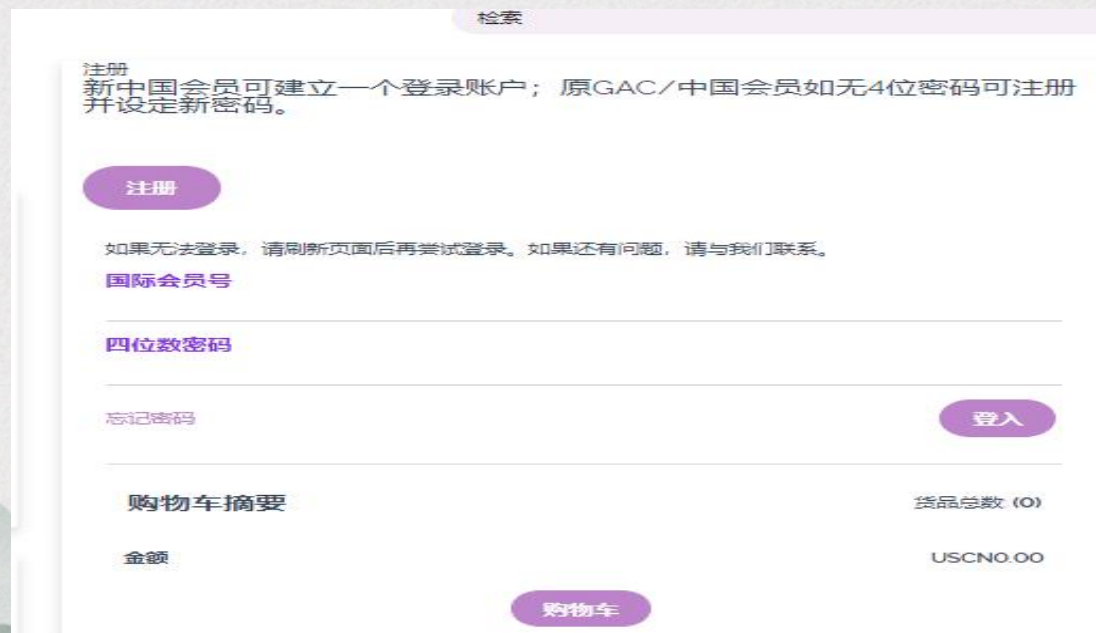 检索
注册
新中国会员可建立一个登录账户；原GAC/中国会员如无4位密码可注册
并设定新密码。
注册
如果无法登录，请刷新页面后再尝试登录。如果还有问题，请与我们联系。
国际会员号
四位数密码
忘记密码
登入
购物车摘要
货品总数 (0)
金额
USCN0.00
购物车